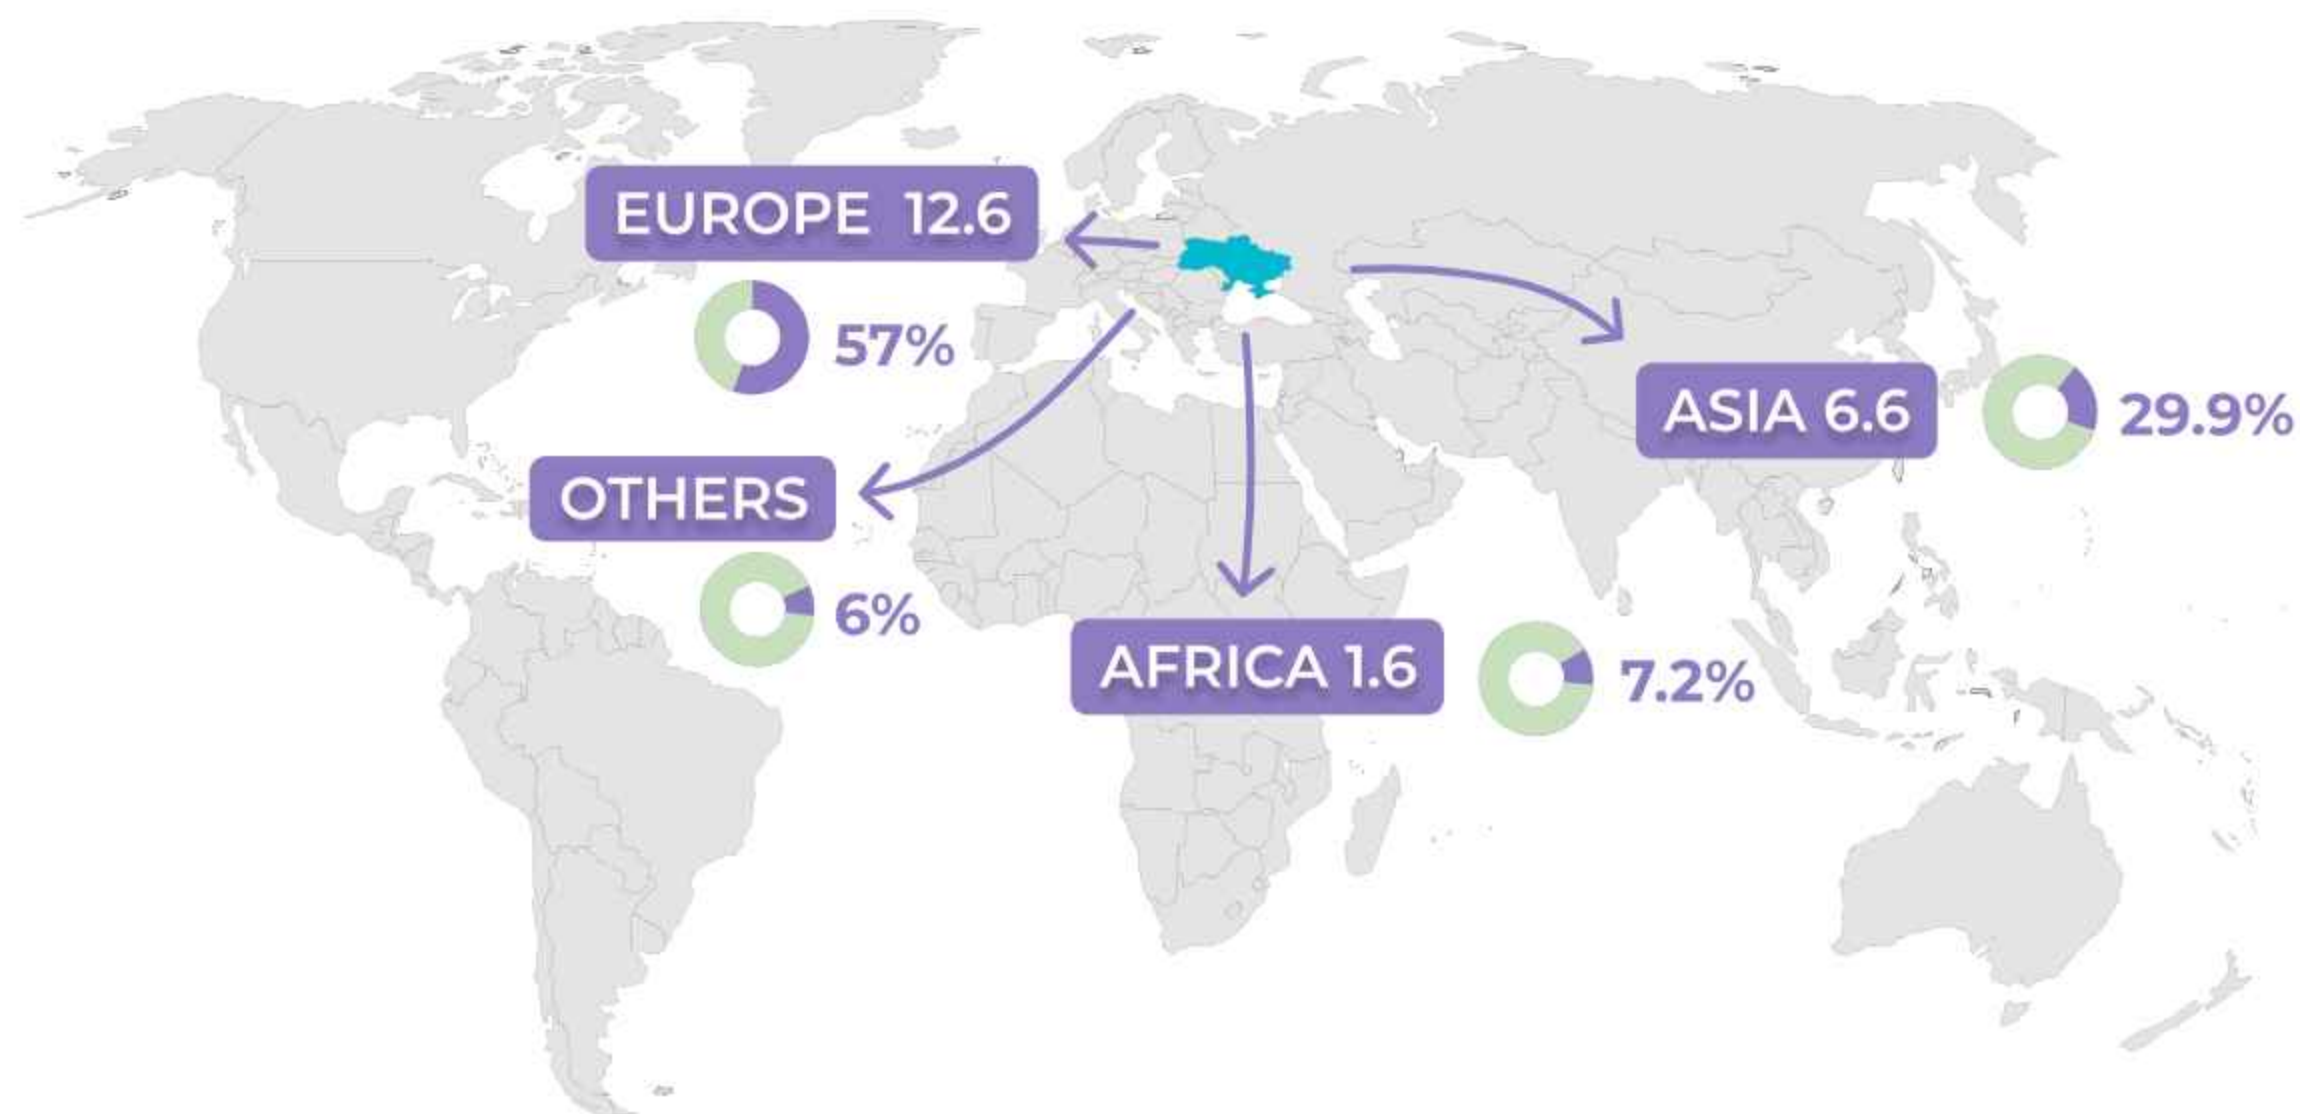 EUROPE 12.6
57%
ASIA 6.6
29.9%
OTHERS
6%
AFRICA 1.6
7.2%